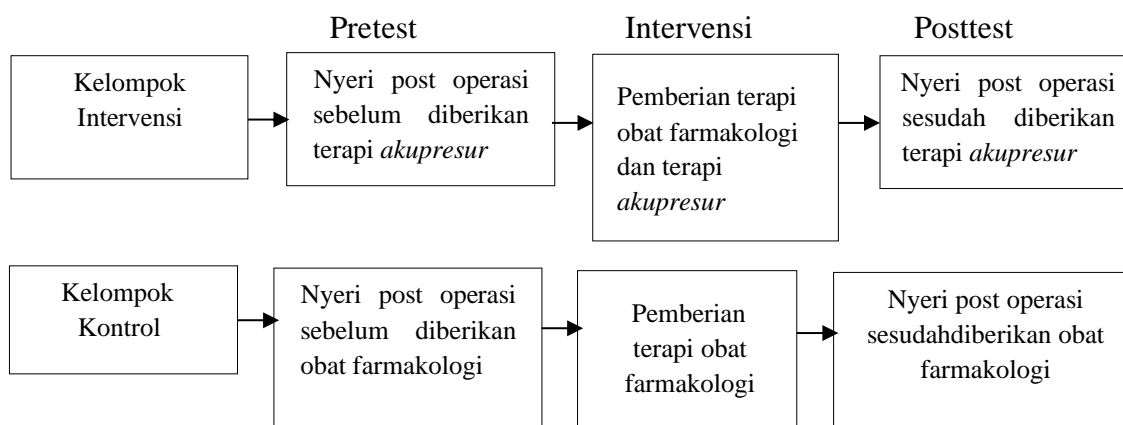 Pretest Intervensi Posttest
Kelompok
Intervensi
Nyeri post operasi
sebelum diberikan
terapi akupresur
Pemberian terapi
obat farmakologi
dan terapi
akupresur
Nyeri post operasi
sesudah diberikan
terapi akupresur
Kelompok
Kontrol
Nyeri post operasi
sebelum diberikan
obat farmakologi
Pemberian
terapi obat
farmakologi
Nyeri post operasi
sesudahdiberikan obat
farmakologi